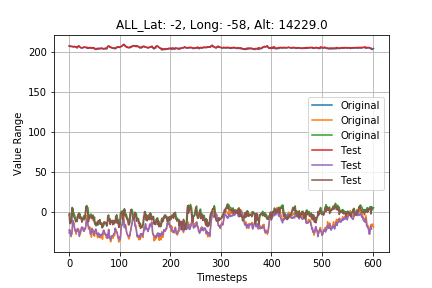 ALL_Lat: -2, Long: -58, Alt: 14229.0
Value Range
200
150
100
50
0
Original
Original
Original
Test
Test
Test
0 100 200 300 400 500 600
Timesteps